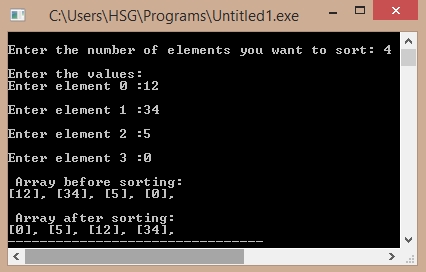 C:\Users\HSG\Programs\Untitled1.exe
Enter the number of elements you want to sort: 4
Enter the values:
Enter element 0 :12
Enter element 1 :34
Enter element 2 :5
Enter element 3 :0
Array before sorting:
[12], [34], [5], [0],
Array after sorting:
[0], [5], [12], [34],
--------------------------------